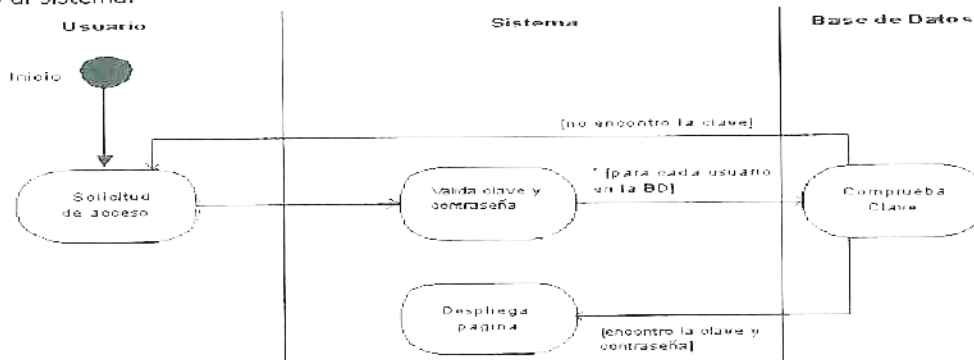 al sistema.
Usuario
Sistema
Base de Datos
Inicio
[no encontro la clave]
Solicitud
de acceso
Valida clave y
contraseña
* [para cada usuario
en la BD]
Comprueba
Clave
Despliega
pagina
[encontro la clave y
contraseña]